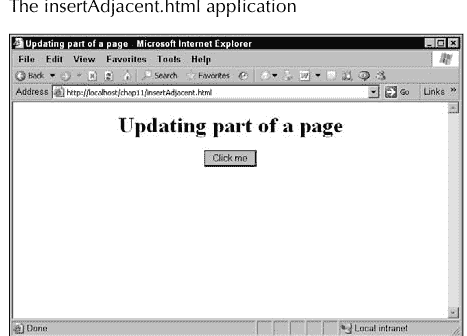 The insertAdjacent.html application
Updating part of a page - Microsoft Internet Explorer
File Edit View Favorites Tools Help
Back Search Favorites
Address http://localhost/chap11/insertAdjacent.html Go Links »
Updating part of a page
Click me
Done Local intranet